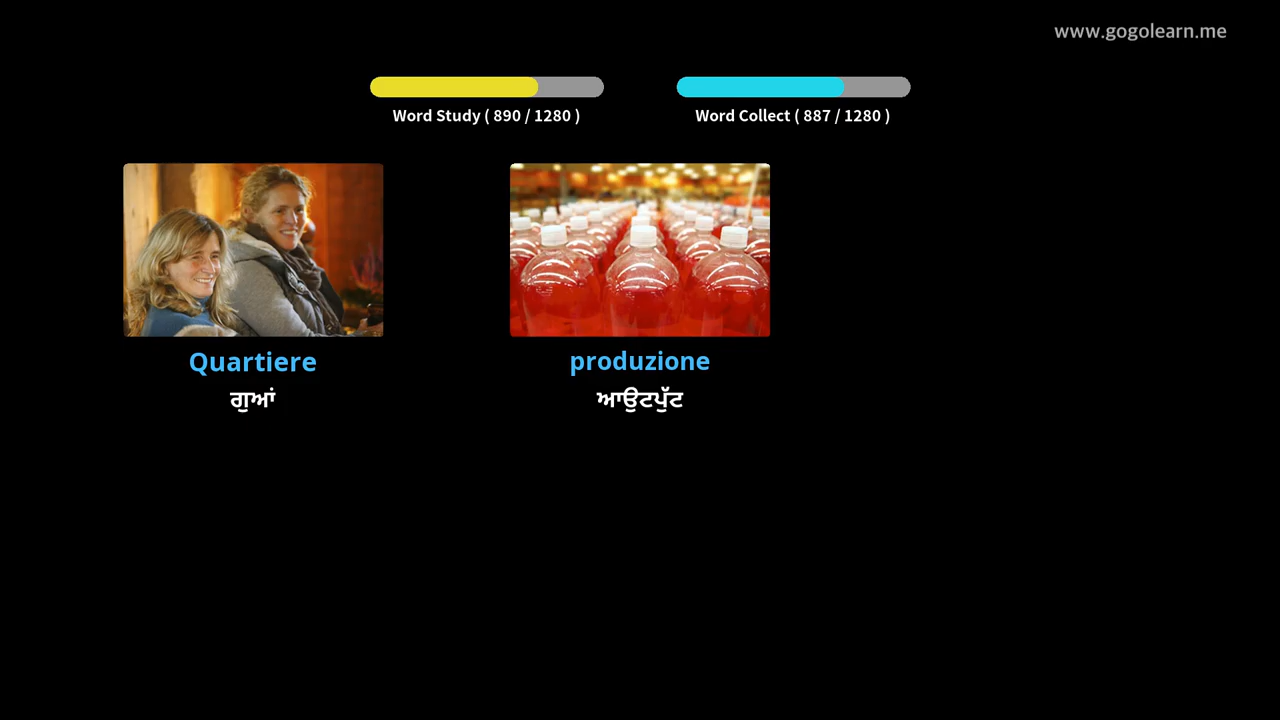 www.gogolearn.me
Word Study ( 890 / 1280 )
Word Collect ( 887 / 1280 )
Quartiere
ਗੁਆਂ
produzione
ਆਉਟਪੁੱਟ